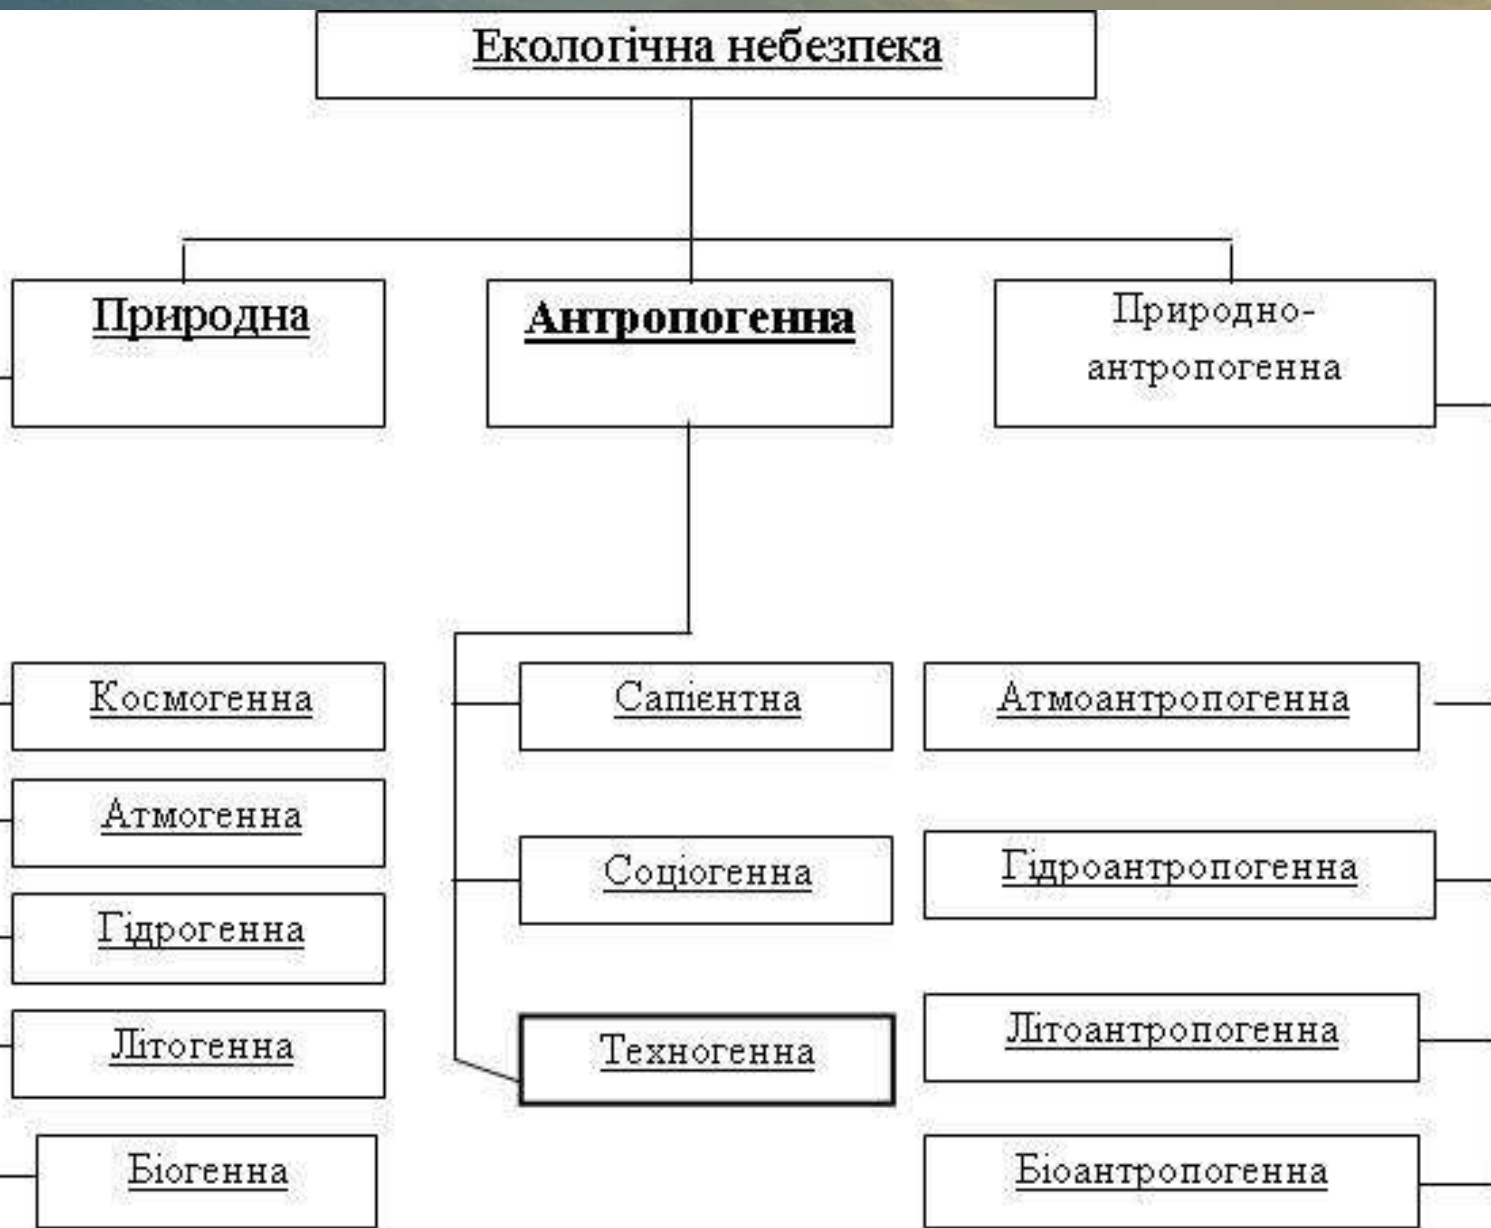 Екологічна небезпека
Природна
Антропогенна
Природно-
антропогенна
Космогенна
Сапієнтна
Атмоантропогенна
Атмогенна
Соціогенна
Гідроантропогенна
Гідрогенна
Літогенна
Техногенна
Літоантропогенна
Біогенна
Біоантропогенна